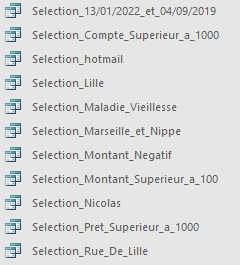 Selection_13/01/2022_et_04/09/2019
Selection_Compte_Superieur_a_1000
Selection_hotmail
Selection_Lille
Selection_Maladie_Vieillesse
Selection_Marseille_et_Nippe
Selection_Montant_Negatif
Selection_Montant_Superieur_a_100
Selection_Nicolas
Selection_Pret_Superieur_a_1000
Selection_Rue_De_Lille